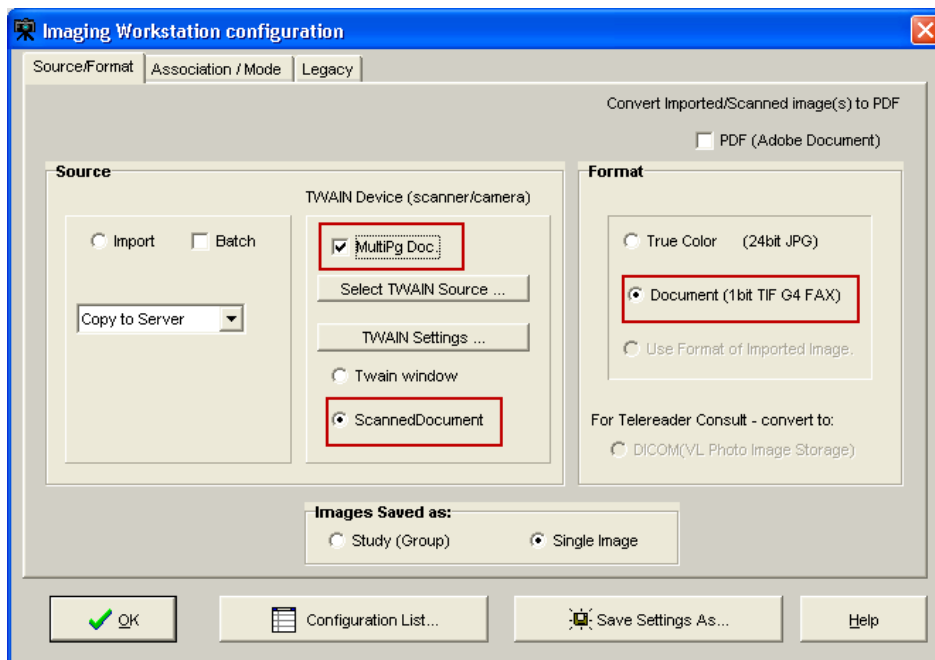 Imaging Workstation configuration
Source/Format Association / Mode Legacy
Convert Imported/Scanned image(s) to PDF
PDF (Adobe Document)
Source
TWAIN Device (scanner/camera)
Import Batch
MultiPg Doc.
Select TWAIN Source ...
Copy to Server
TWAIN Settings ...
Twain window
ScannedDocument
Format
True Color (24bit JPG)
Document (1bit TIF G4 FAX)
Use Format of Imported Image.
For Telereader Consult - convert to:
DICOM(VL Photo Image Storage)
Images Saved as:
Study (Group) Single Image
OK Configuration List... Save Settings As... Help